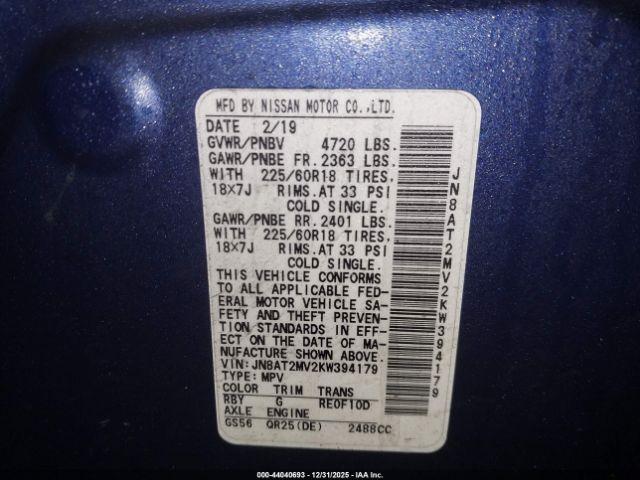 MFD BY NISSAN MOTOR CO.,LTD.
DATE 2/19
GVWR/PNBV 4720 LBS.
GAWR/PNBE FR. 2363 LBS.
WITH 225/60R18 TIRES.
18X7J RIMS.AT 33 PSI
COLD SINGLE.
GAWR/PNBE RR. 2401 LBS.
WITH 225/60R18 TIRES.
18X7J RIMS.AT 33 PSI
COLD SINGLE.
THIS VEHICLE CONFORMS
TO ALL APPLICABLE FED-
ERAL MOTOR VEHICLE SA-
FETY AND THEFT PREVEN-
TION STANDARDS IN EFF-
ECT ON THE DATE OF MA-
NUFACTURE SHOWN ABOVE.
VIN: JN8AT2MV2KW394179
TYPE: MPV
COLOR TRIM TRANS
RBY G RE0F10D
AXLE ENGINE
GS56 QR25(DE) 2488CC
JN8AT2MV2KW394179
000-44040693 - 12/31/2025 - IAAI.COM